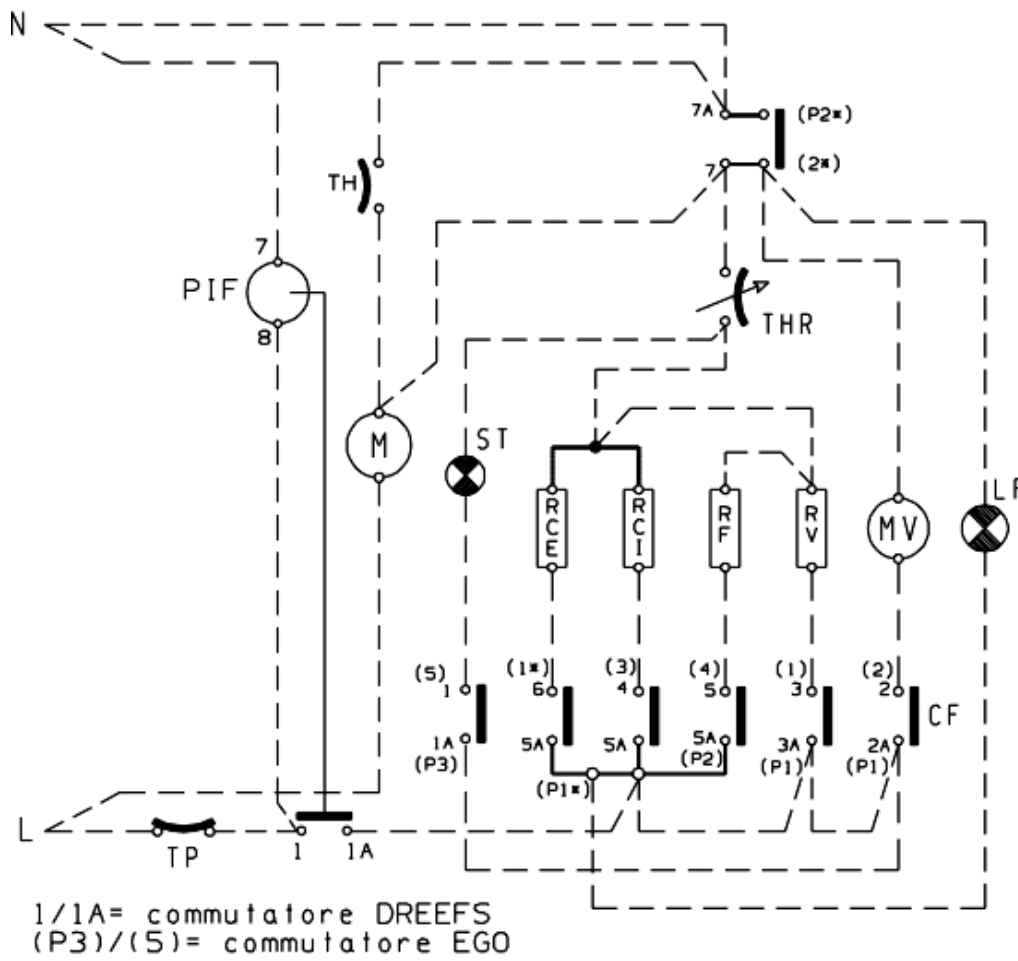 N
7A (P2*)
TH
7 (2*)
7
PIF
THR
8
M ST LF
RCE RCI RF RV MV
(5) (1*) (3) (4) (1) (2)
1 6 4 5 3 2
CF
1A 5A 5A 5A 3A 2A
(P3) (P2) (P1) (P1)
(P1*)
L
TP 1 1A
1/1A= commutatore DREEFS
(P3)/(5)= commutatore EGO